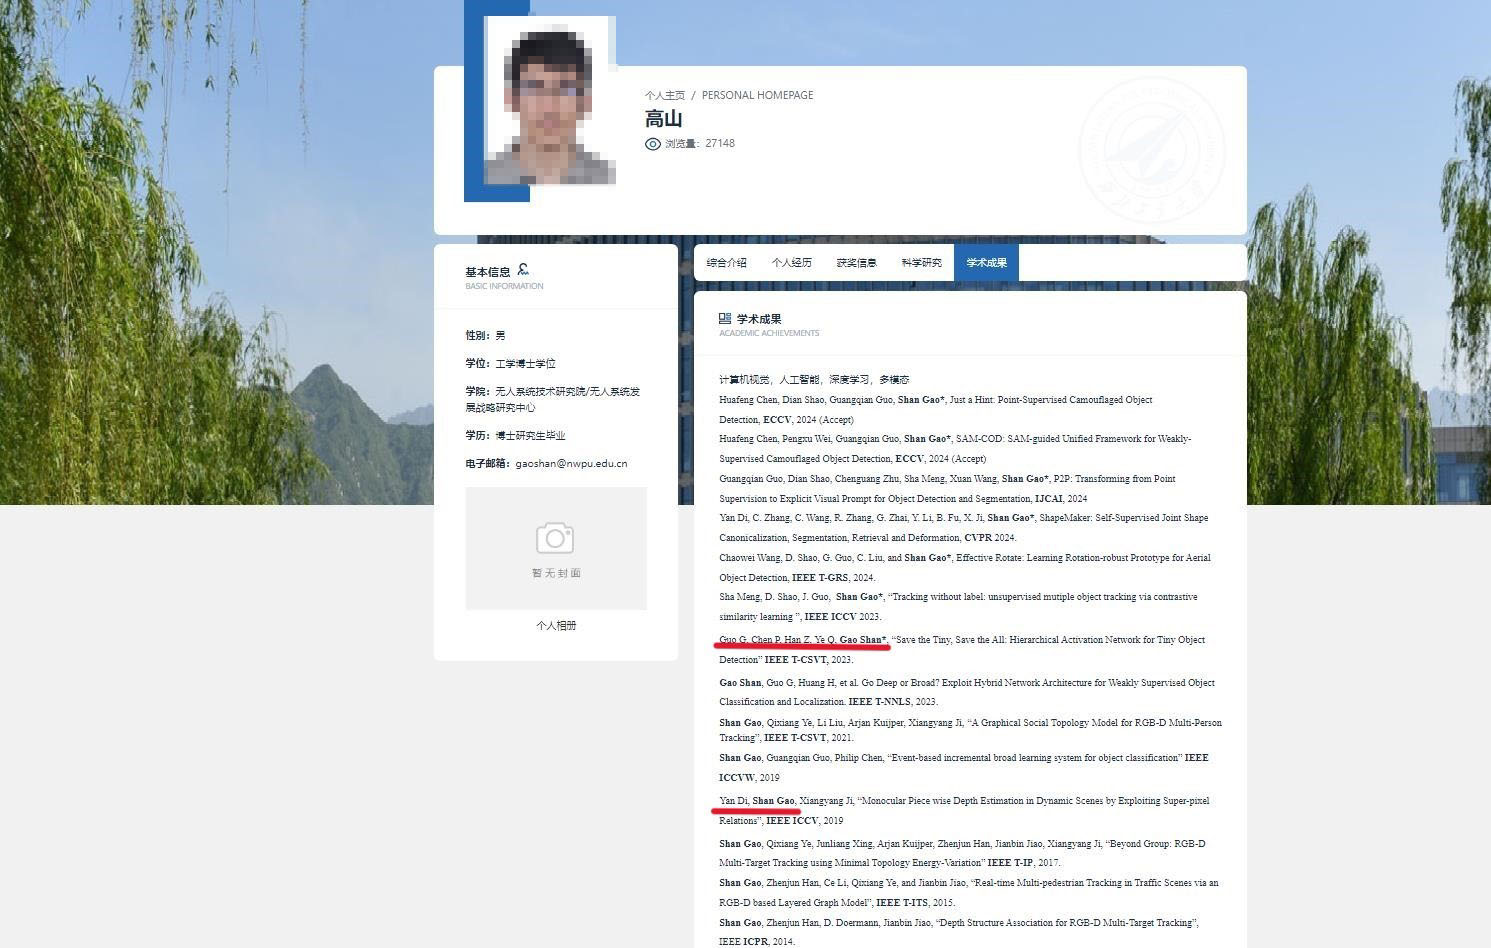 个人主页 / PERSONAL HOMEPAGE
高山
浏览量：27148
基本信息
BASIC INFORMATION
性别：男
学位：工学博士学位
学院：无人系统技术研究院/无人系统发
展战略研究中心
学历：博士研究生毕业
电子邮箱：gaoshan@nwpu.edu.cn
暂无封面
个人相册
综合介绍 个人经历 获奖信息 科学研究 学术成果
学术成果
ACADEMIC ACHIEVEMENTS
计算机视觉，人工智能，深度学习，多模态
Huafeng Chen, Dian Shao, Guangqian Guo, Shan Gao*, Just a Hint: Point-Supervised Camouflaged Object
Detection, ECCV, 2024 (Accept)
Huafeng Chen, Pengxu Wei, Guangqian Guo, Shan Gao*, SAM-COD: SAM-guided Unified Framework for Weakly-
Supervised Camouflaged Object Detection, ECCV, 2024 (Accept)
Guangqian Guo, Dian Shao, Chenguang Zhu, Sha Meng, Xuan Wang, Shan Gao*, P2P: Transforming from Point
Supervision to Explicit Visual Prompt for Object Detection and Segmentation, IJCAI, 2024
Yan Di, C. Zhang, C. Wang, R. Zhang, G. Zhai, Y. Li, B. Fu, X. Ji, Shan Gao*, ShapeMaker: Self-Supervised Joint Shape
Canonicalization, Segmentation, Retrieval and Deformation, CVPR 2024.
Chaowei Wang, D. Shao, G. Guo, C. Liu, and Shan Gao*, Effective Rotate: Learning Rotation-robust Prototype for Aerial
Object Detection, IEEE T-GRS, 2024.
Sha Meng, D. Shao, J. Guo, Shan Gao*, “Tracking without label: unsupervised mutiple object tracking via contrastive
similarity learning ”, IEEE ICCV 2023.
Guo G, Chen P, Han Z, Ye Q, Gao Shan*, “Save the Tiny, Save the All: Hierarchical Activation Network for Tiny Object
Detection” IEEE T-CSVT, 2023.
Gao Shan, Guo G, Huang H, et al. Go Deep or Broad? Exploit Hybrid Network Architecture for Weakly Supervised Object
Classification and Localization. IEEE T-NNLS, 2023.
Shan Gao, Qixiang Ye, Li Liu, Arjan Kuijper, Xiangyang Ji, “A Graphical Social Topology Model for RGB-D Multi-Person
Tracking”, IEEE T-CSVT, 2021.
Shan Gao, Guangqian Guo, Philip Chen, “Event-based incremental broad learning system for object classification” IEEE
ICCVW, 2019
Yan Di, Shan Gao, Xiangyang Ji, “Monocular Piece wise Depth Estimation in Dynamic Scenes by Exploiting Super-pixel
Relations”, IEEE ICCV, 2019
Shan Gao, Qixiang Ye, Junliang Xing, Arjan Kuijper, Zhenjun Han, Jianbin Jiao, Xiangyang Ji, “Beyond Group: RGB-D
Multi-Target Tracking using Minimal Topology Energy-Variation” IEEE T-IP, 2017.
Shan Gao, Zhenjun Han, Ce Li, Qixiang Ye, and Jianbin Jiao, “Real-time Multi-pedestrian Tracking in Traffic Scenes via an
RGB-D based Layered Graph Model”, IEEE T-ITS, 2015.
Shan Gao, Zhenjun Han, D. Doermann, Jianbin Jiao, “Depth Structure Association for RGB-D Multi-Target Tracking”,
IEEE ICPR, 2014.